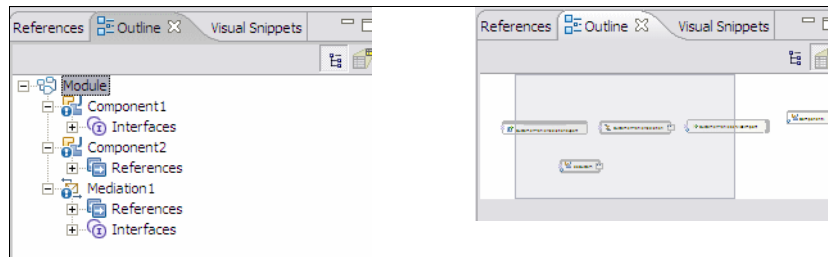 References Outline Visual Snippets
Module
Component1
Interfaces
Component2
References
Mediation1
References
Interfaces
References Outline Visual Snippets